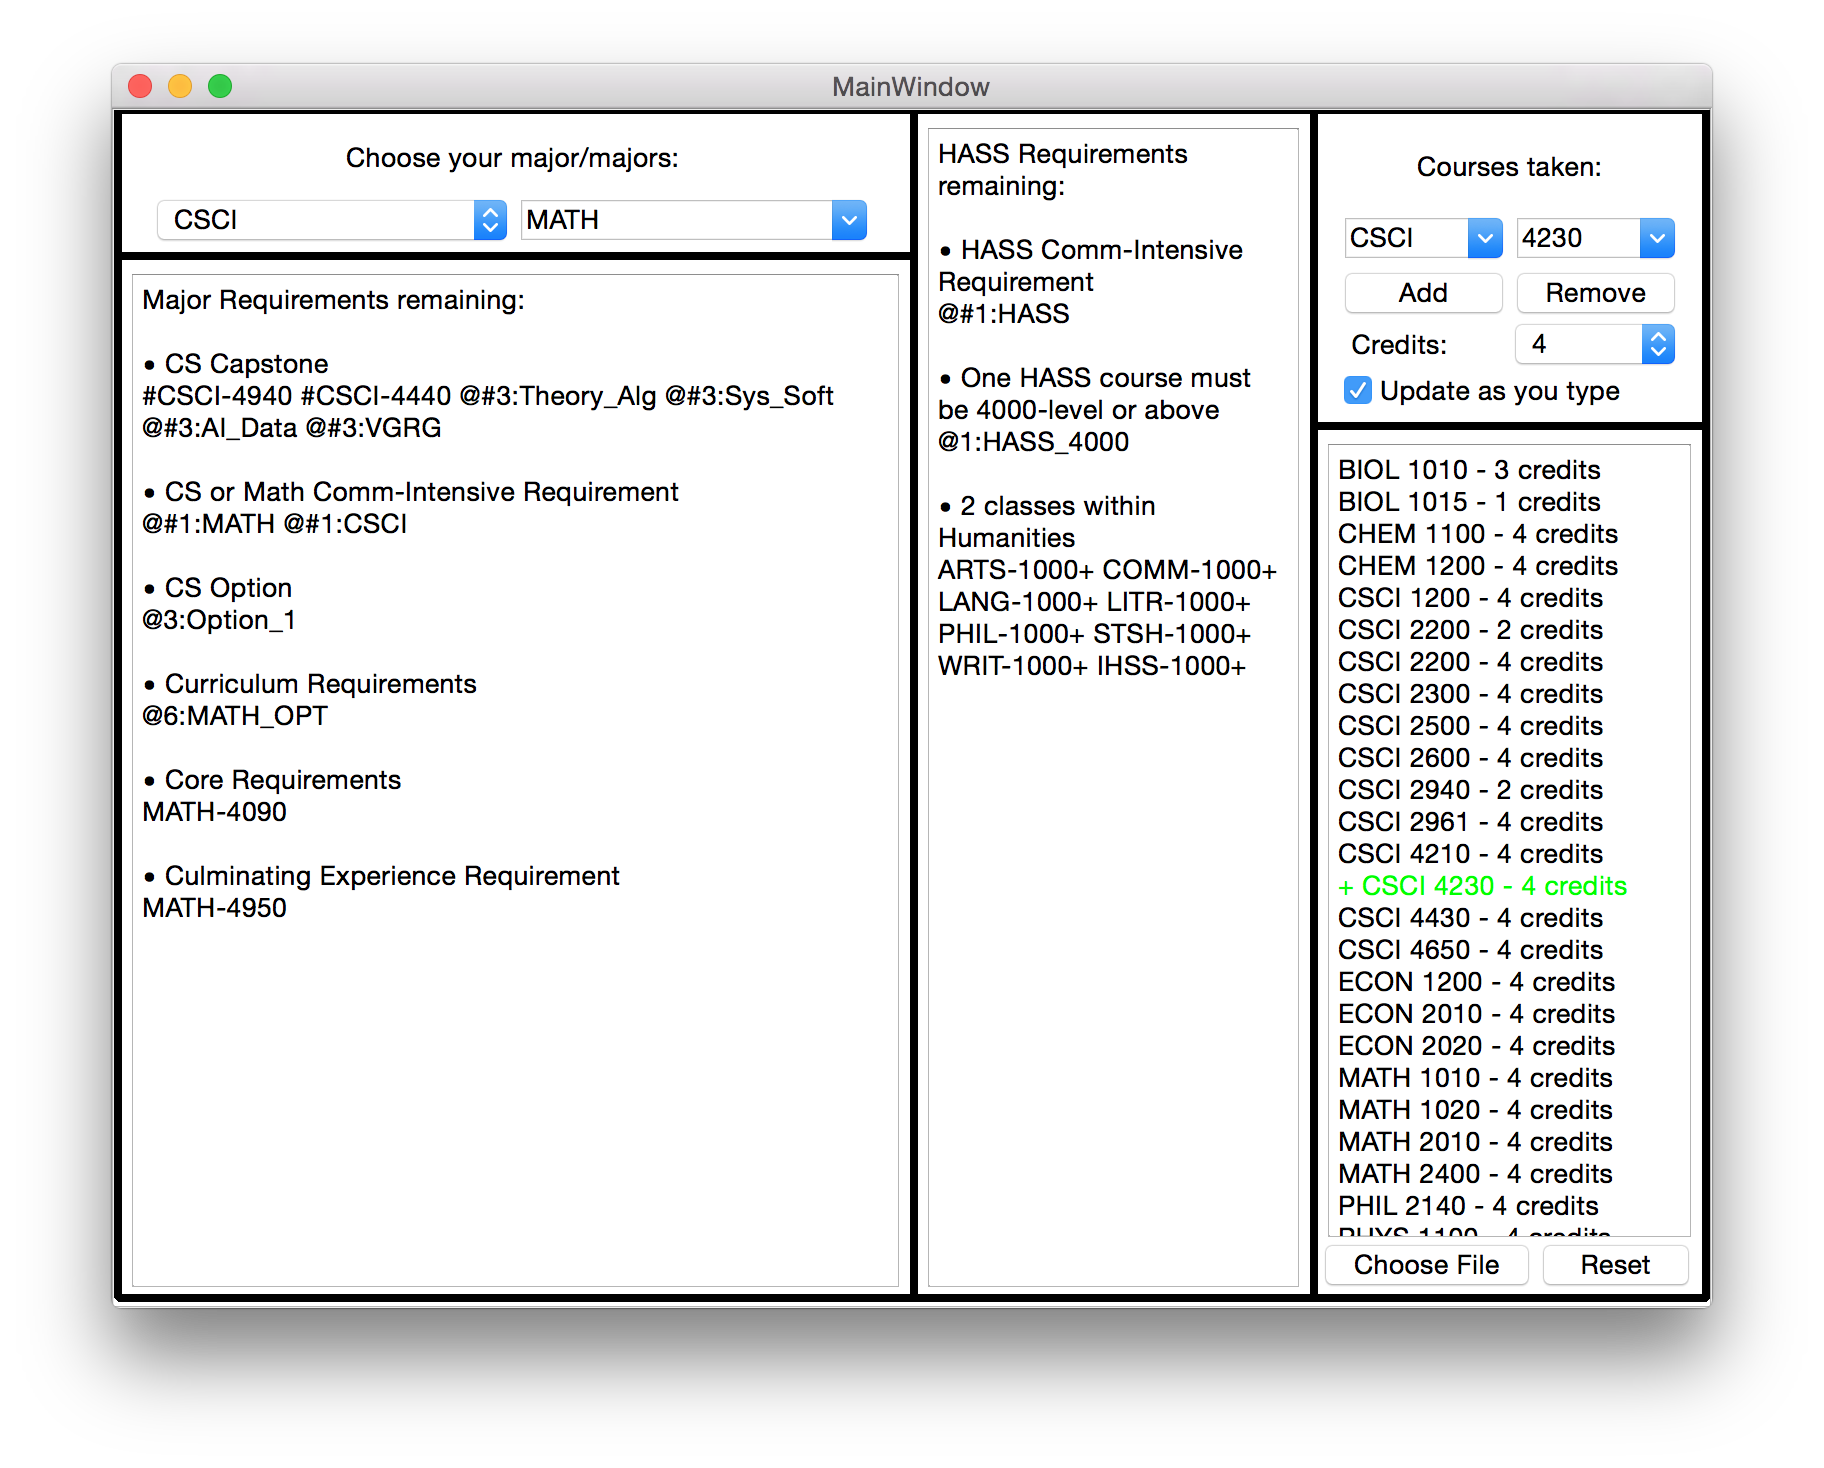 MainWindow
Choose your major/majors:
CSCI
MATH
Major Requirements remaining:
• CS Capstone
#CSCI-4940 #CSCI-4440 @#3:Theory_Alg @#3:Sys_Soft
@#3:AI_Data @#3:VGRG
• CS or Math Comm-Intensive Requirement
@#1:MATH @#1:CSCI
• CS Option
@3:Option_1
• Curriculum Requirements
@6:MATH_OPT
• Core Requirements
MATH-4090
• Culminating Experience Requirement
MATH-4950
HASS Requirements
remaining:
• HASS Comm-Intensive
Requirement
@#1:HASS
• One HASS course must
be 4000-level or above
@1:HASS_4000
• 2 classes within
Humanities
ARTS-1000+ COMM-1000+
LANG-1000+ LITR-1000+
PHIL-1000+ STSH-1000+
WRIT-1000+ IHSS-1000+
Courses taken:
CSCI
4230
Add
Remove
Credits:
4
Update as you type
BIOL 1010 - 3 credits
BIOL 1015 - 1 credits
CHEM 1100 - 4 credits
CHEM 1200 - 4 credits
CSCI 1200 - 4 credits
CSCI 2200 - 2 credits
CSCI 2200 - 4 credits
CSCI 2300 - 4 credits
CSCI 2500 - 4 credits
CSCI 2600 - 4 credits
CSCI 2940 - 2 credits
CSCI 2961 - 4 credits
CSCI 4210 - 4 credits
+ CSCI 4230 - 4 credits
CSCI 4430 - 4 credits
CSCI 4650 - 4 credits
ECON 1200 - 4 credits
ECON 2010 - 4 credits
ECON 2020 - 4 credits
MATH 1010 - 4 credits
MATH 1020 - 4 credits
MATH 2010 - 4 credits
MATH 2400 - 4 credits
PHIL 2140 - 4 credits
PHYS 1100 - 4 credits
Choose File
Reset